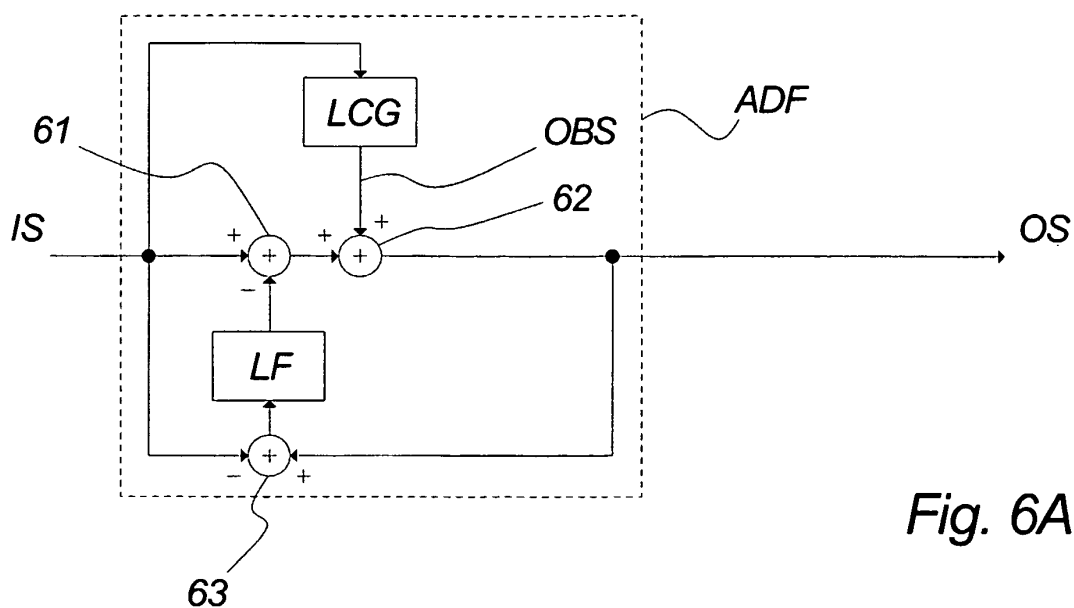 ADF
LCG
61
OBS
62
+
IS
+
+
+
+
OS
−
LF
+
−
+
Fig. 6A
63